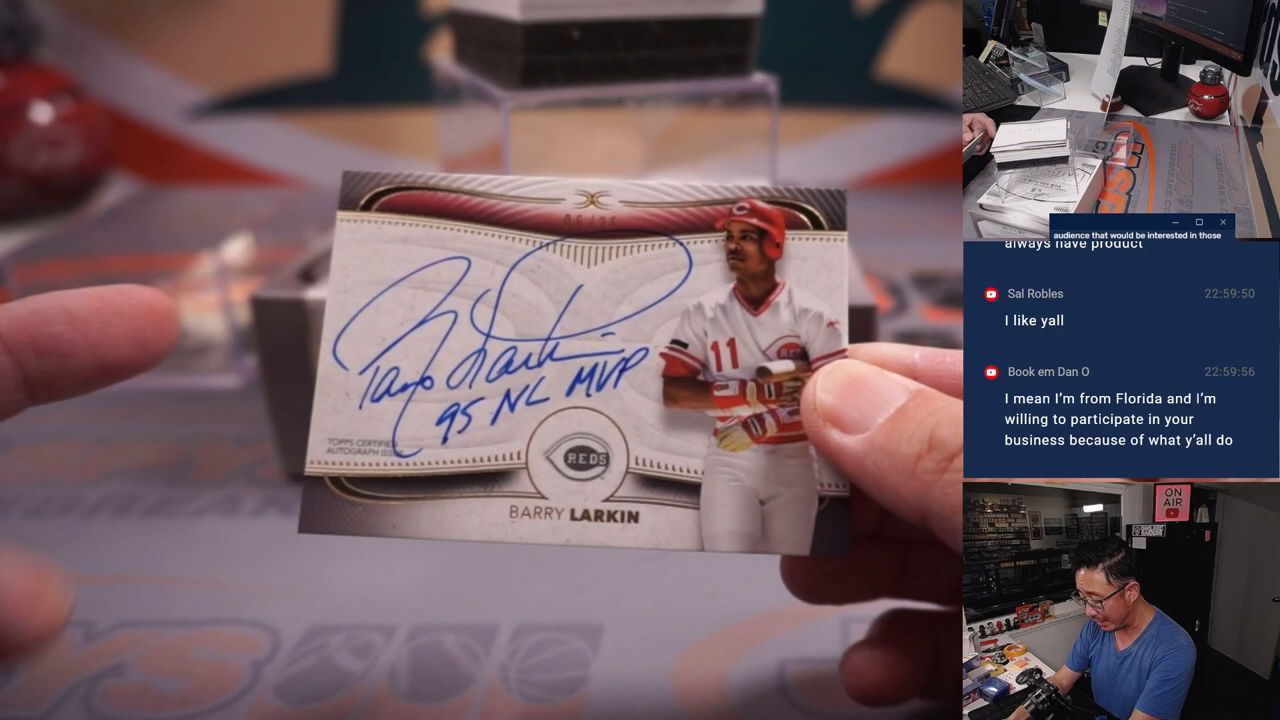 95 NL MVP
11
REDS
TOPPS CERTIFIED
AUTOGRAPH ISSUE
REDS
BARRY LARKIN
audience that would be interested in those
always have product
Sal Robles 22:59:50
I like yall
Book em Dan O 22:59:56
I mean I'm from Florida and I'm
willing to participate in your
business because of what y'all do
ON
AIR